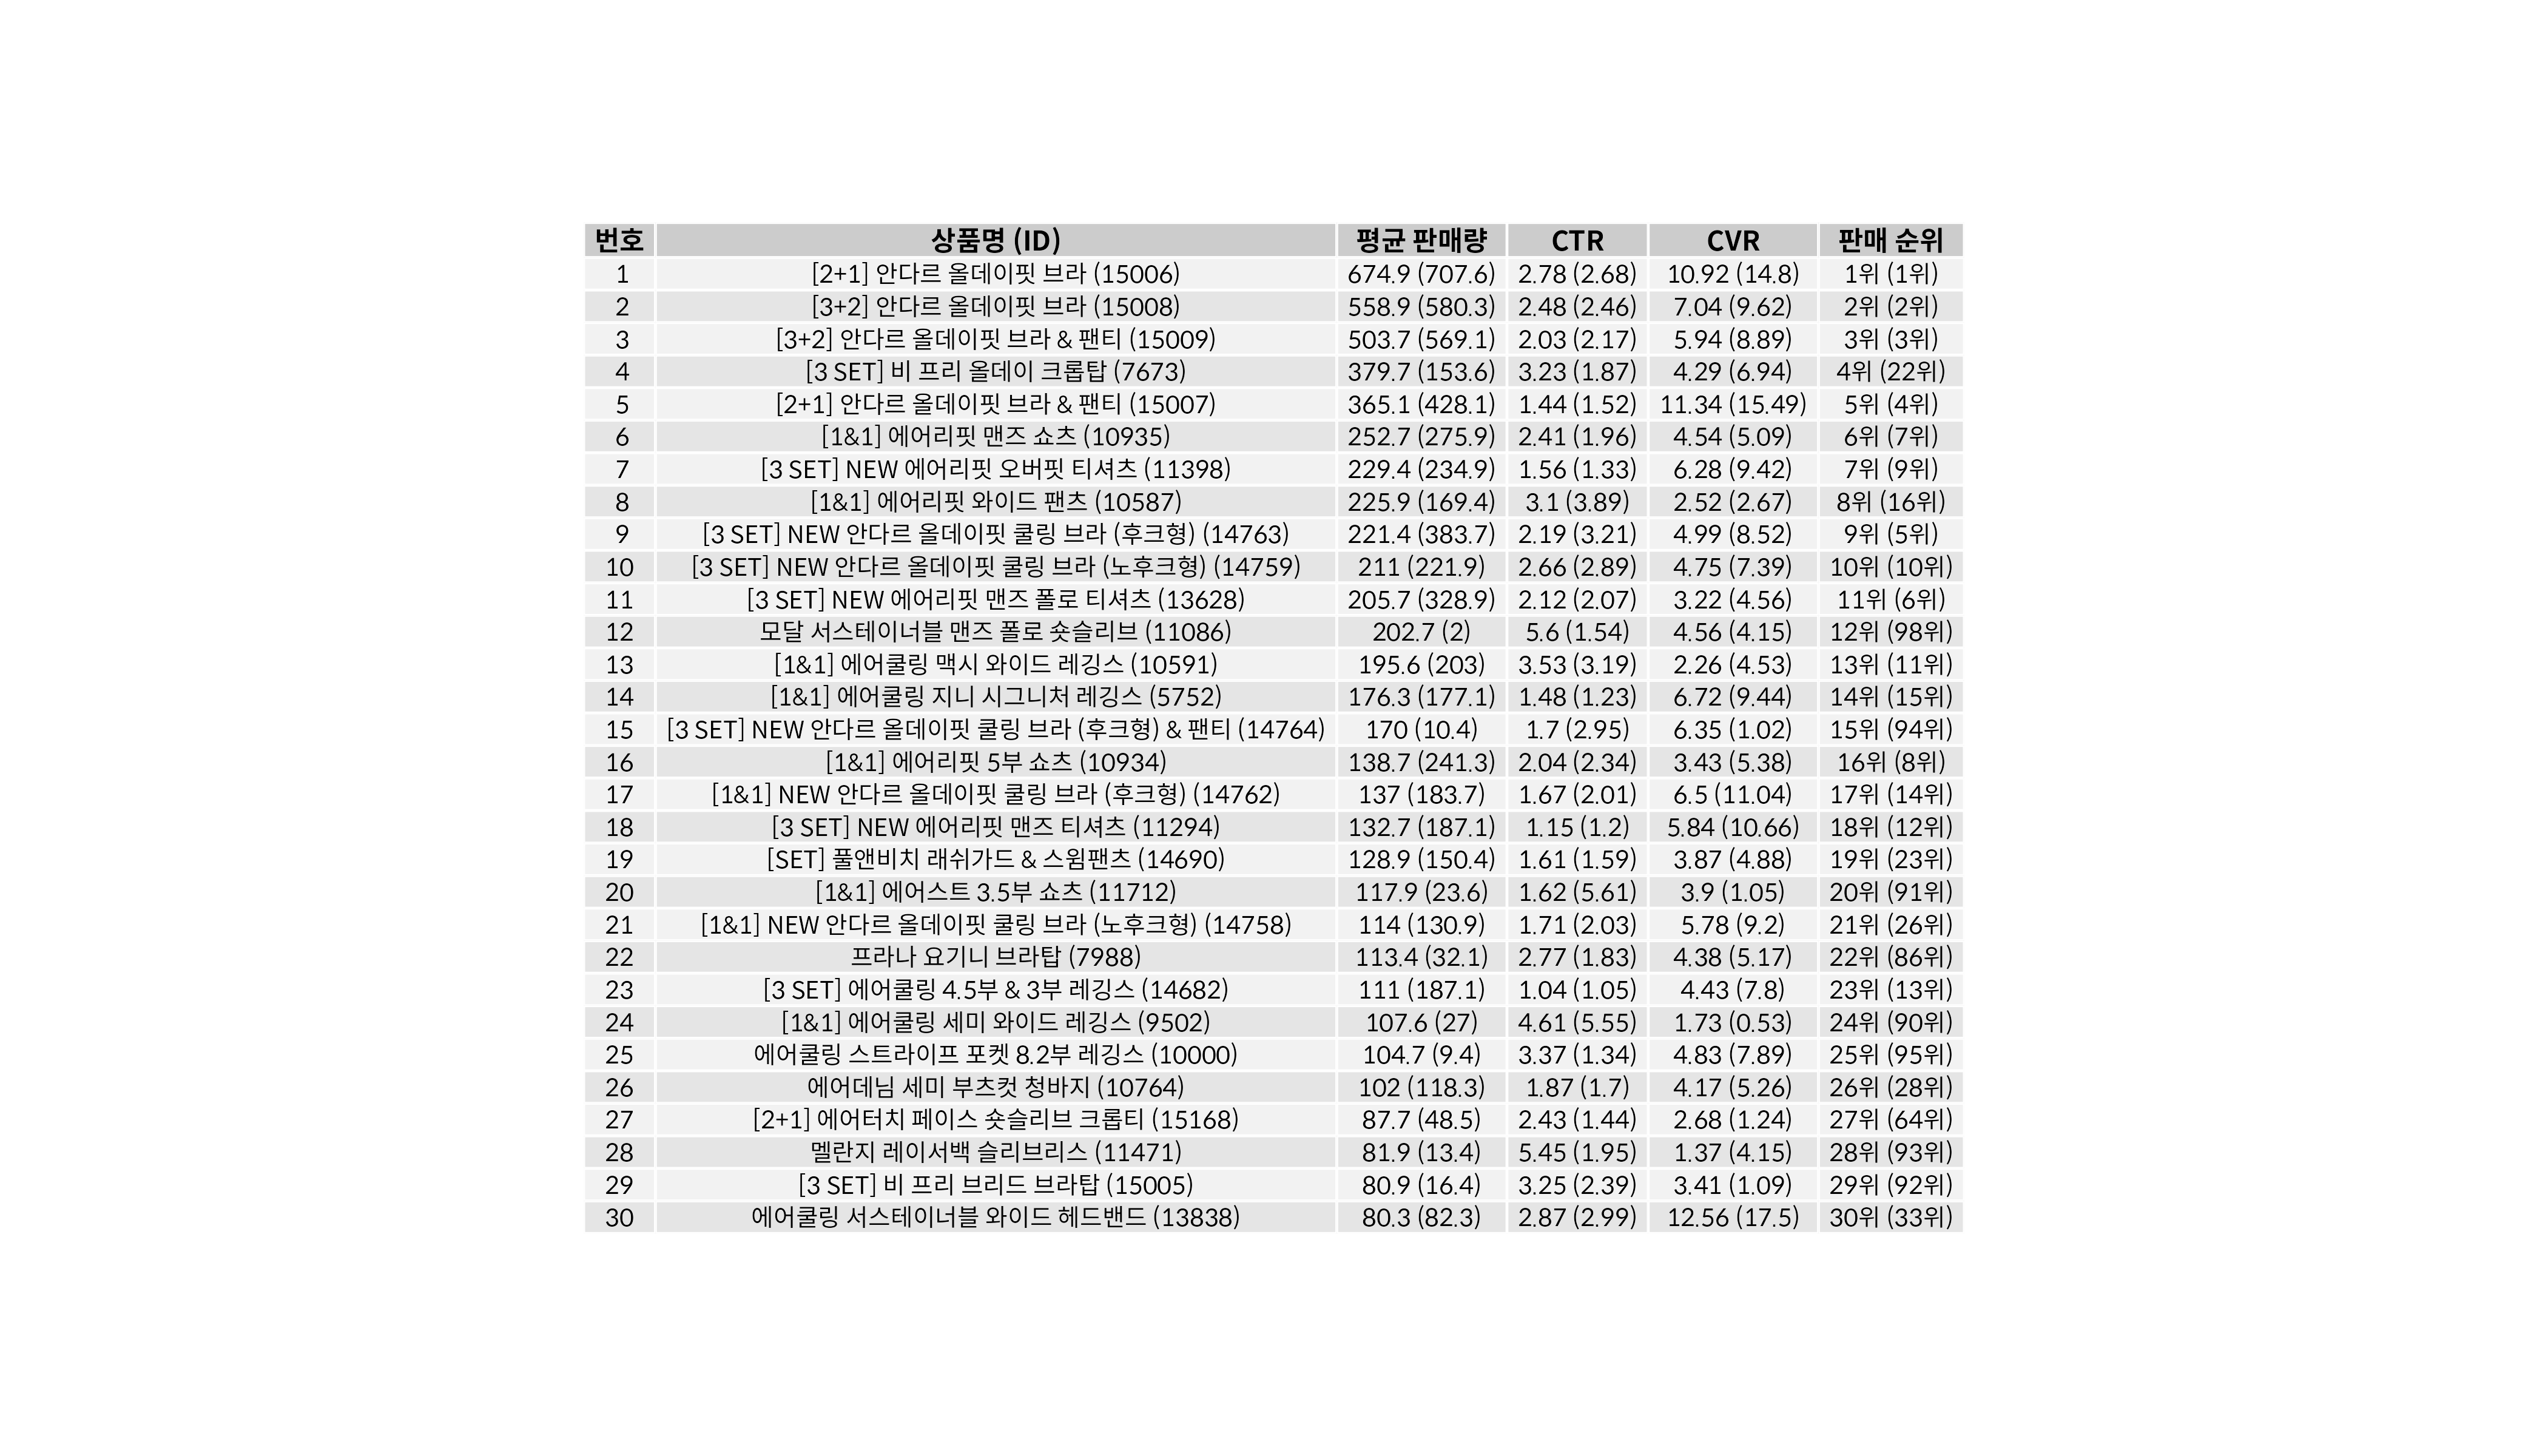 번호 상품명 (ID) 평균 판매량 CTR CVR 판매 순위
1 [2+1] 안다르 올데이핏 브라 (15006) 674.9 (707.6) 2.78 (2.68) 10.92 (14.8) 1위 (1위)
2 [3+2] 안다르 올데이핏 브라 (15008) 558.9 (580.3) 2.48 (2.46) 7.04 (9.62) 2위 (2위)
3 [3+2] 안다르 올데이핏 브라 & 팬티 (15009) 503.7 (569.1) 2.03 (2.17) 5.94 (8.89) 3위 (3위)
4 [3 SET] 비 프리 올데이 크롭탑 (7673) 379.7 (153.6) 3.23 (1.87) 4.29 (6.94) 4위 (22위)
5 [2+1] 안다르 올데이핏 브라 & 팬티 (15007) 365.1 (428.1) 1.44 (1.52) 11.34 (15.49) 5위 (4위)
6 [1&1] 에어리핏 맨즈 쇼츠 (10935) 252.7 (275.9) 2.41 (1.96) 4.54 (5.09) 6위 (7위)
7 [3 SET] NEW 에어리핏 오버핏 티셔츠 (11398) 229.4 (234.9) 1.56 (1.33) 6.28 (9.42) 7위 (9위)
8 [1&1] 에어리핏 와이드 팬츠 (10587) 225.9 (169.4) 3.1 (3.89) 2.52 (2.67) 8위 (16위)
9 [3 SET] NEW 안다르 올데이핏 쿨링 브라 (후크형) (14763) 221.4 (383.7) 2.19 (3.21) 4.99 (8.52) 9위 (5위)
10 [3 SET] NEW 안다르 올데이핏 쿨링 브라 (노후크형) (14759) 211 (221.9) 2.66 (2.89) 4.75 (7.39) 10위 (10위)
11 [3 SET] NEW 에어리핏 맨즈 폴로 티셔츠 (13628) 205.7 (328.9) 2.12 (2.07) 3.22 (4.56) 11위 (6위)
12 모달 서스테이너블 맨즈 폴로 숏슬리브 (11086) 202.7 (2) 5.6 (1.54) 4.56 (4.15) 12위 (98위)
13 [1&1] 에어쿨링 맥시 와이드 레깅스 (10591) 195.6 (203) 3.53 (3.19) 2.26 (4.53) 13위 (11위)
14 [1&1] 에어쿨링 지니 시그니처 레깅스 (5752) 176.3 (177.1) 1.48 (1.23) 6.72 (9.44) 14위 (15위)
15 [3 SET] NEW 안다르 올데이핏 쿨링 브라 (후크형) & 팬티 (14764) 170 (10.4) 1.7 (2.95) 6.35 (1.02) 15위 (94위)
16 [1&1] 에어리핏 5부 쇼츠 (10934) 138.7 (241.3) 2.04 (2.34) 3.43 (5.38) 16위 (8위)
17 [1&1] NEW 안다르 올데이핏 쿨링 브라 (후크형) (14762) 137 (183.7) 1.67 (2.01) 6.5 (11.04) 17위 (14위)
18 [3 SET] NEW 에어리핏 맨즈 티셔츠 (11294) 132.7 (187.1) 1.15 (1.2) 5.84 (10.66) 18위 (12위)
19 [SET] 풀앤비치 래쉬가드 & 스윔팬츠 (14690) 128.9 (150.4) 1.61 (1.59) 3.87 (4.88) 19위 (23위)
20 [1&1] 에어스트 3.5부 쇼츠 (11712) 117.9 (23.6) 1.62 (5.61) 3.9 (1.05) 20위 (91위)
21 [1&1] NEW 안다르 올데이핏 쿨링 브라 (노후크형) (14758) 114 (130.9) 1.71 (2.03) 5.78 (9.2) 21위 (26위)
22 프라나 요기니 브라탑 (7988) 113.4 (32.1) 2.77 (1.83) 4.38 (5.17) 22위 (86위)
23 [3 SET] 에어쿨링 4.5부 & 3부 레깅스 (14682) 111 (187.1) 1.04 (1.05) 4.43 (7.8) 23위 (13위)
24 [1&1] 에어쿨링 세미 와이드 레깅스 (9502) 107.6 (27) 4.61 (5.55) 1.73 (0.53) 24위 (90위)
25 에어쿨링 스트라이프 포켓 8.2부 레깅스 (10000) 104.7 (9.4) 3.37 (1.34) 4.83 (7.89) 25위 (95위)
26 에어데님 세미 부츠컷 청바지 (10764) 102 (118.3) 1.87 (1.7) 4.17 (5.26) 26위 (28위)
27 [2+1] 에어터치 페이스 숏슬리브 크롭티 (15168) 87.7 (48.5) 2.43 (1.44) 2.68 (1.24) 27위 (64위)
28 멜란지 레이서백 슬리브리스 (11471) 81.9 (13.4) 5.45 (1.95) 1.37 (4.15) 28위 (93위)
29 [3 SET] 비 프리 브리드 브라탑 (15005) 80.9 (16.4) 3.25 (2.39) 3.41 (1.09) 29위 (92위)
30 에어쿨링 서스테이너블 와이드 헤드밴드 (13838) 80.3 (82.3) 2.87 (2.99) 12.56 (17.5) 30위 (33위)